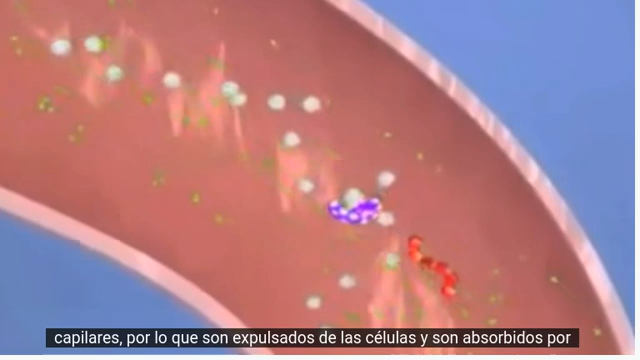 capilares, por lo que son expulsados de las células y son absorbidos por